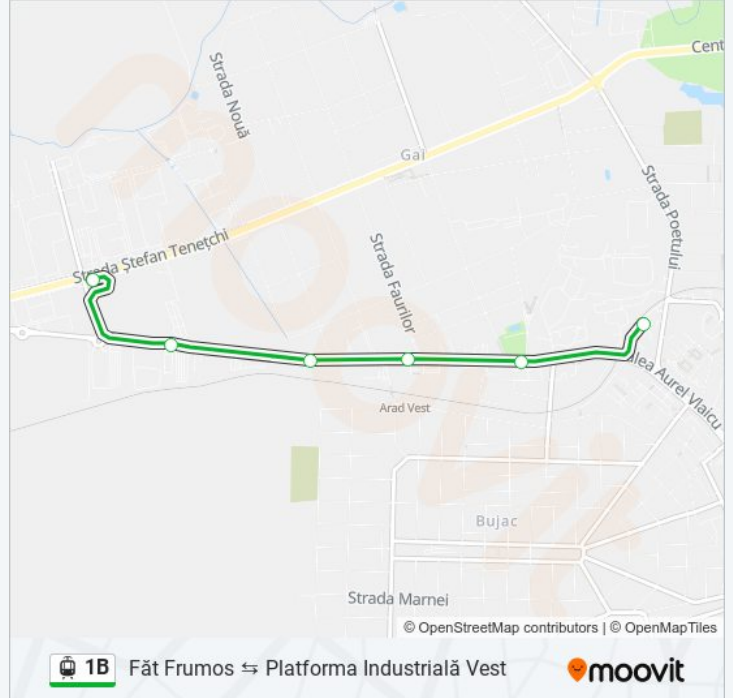 Cent
Strada Nouă
Gai
Strada Poetului
Strada Ștefan Tenețchi
Strada Faurilor
Aurel Vlaicu
Arad Vest
Bujac
Strada Marnei
© OpenStreetMap contributors | © OpenMapTiles
1B Făt Frumos ⇆ Platforma Industrială Vest
moovit